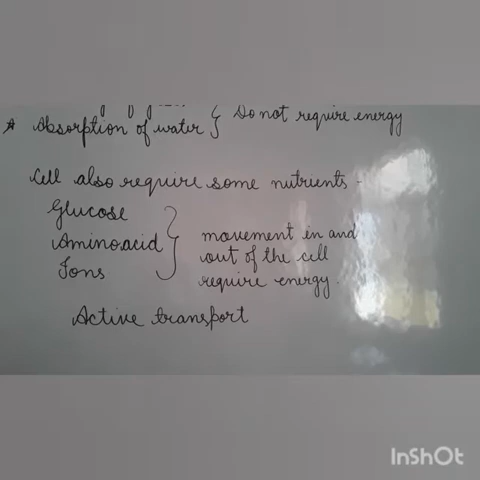 Do not require energy
* Absorption of water
Cell also require some nutrients -
Glucose
Aminoacid
Ions
movement in and
out of the cell
require energy.
Active transport
InShOt